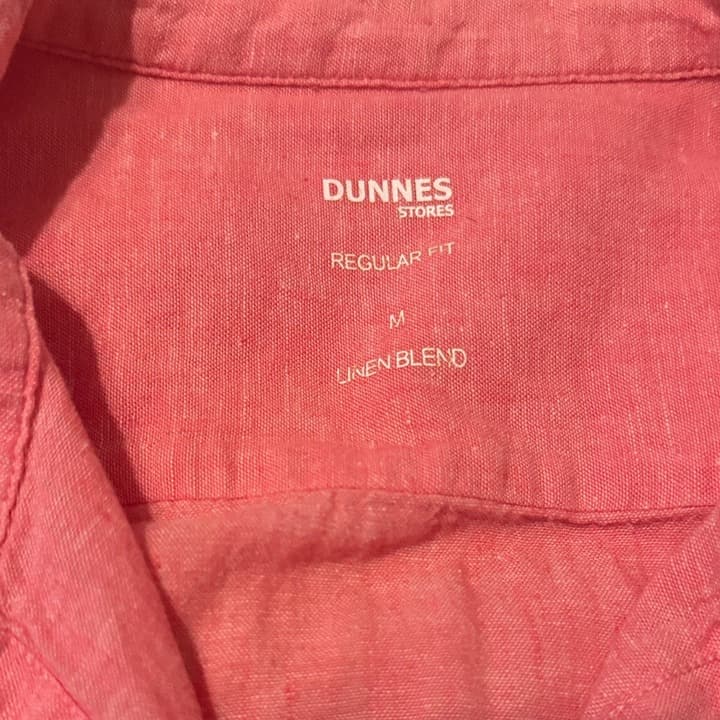 DUNNES
STORES
REGULAR FIT
M
LINEN BLEND